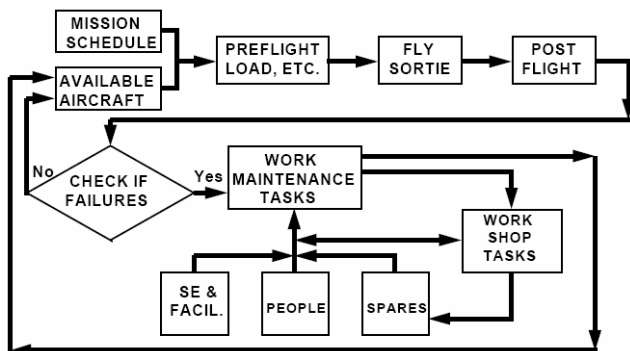 MISSION
SCHEDULE
AVAILABLE
AIRCRAFT
PREFLIGHT
LOAD, ETC.
FLY
SORTIE
POST
FLIGHT
No
CHECK IF
FAILURES
Yes
WORK
MAINTENANCE
TASKS
WORK
SHOP
TASKS
SE &
FACIL.
PEOPLE
SPARES